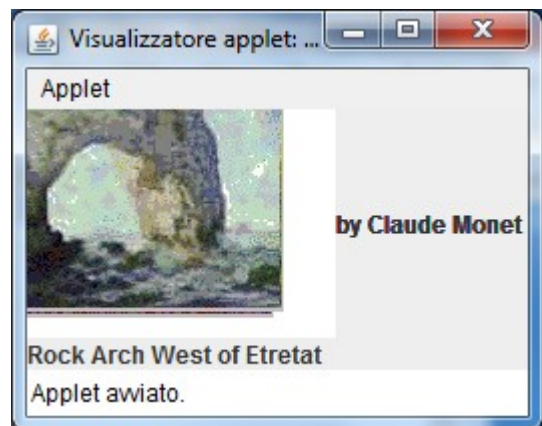 Visualizzatore applet: ...
Applet
by Claude Monet
Rock Arch West of Etretat
Applet avviato.